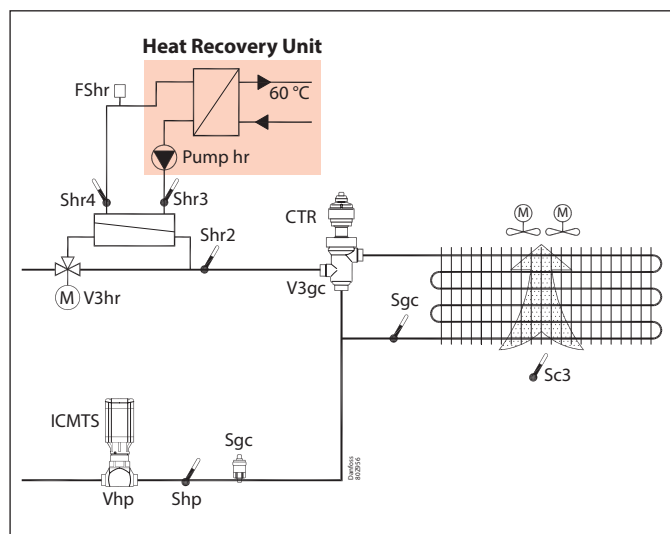 Heat Recovery Unit
FShr
60 °C
Pump hr
Shr4
Shr3
CTR
M
M
Shr2
M
V3hr
V3gc
Sgc
Sc3
ICMTS
Sgc
Vhp
Shp
Danfoss
802956